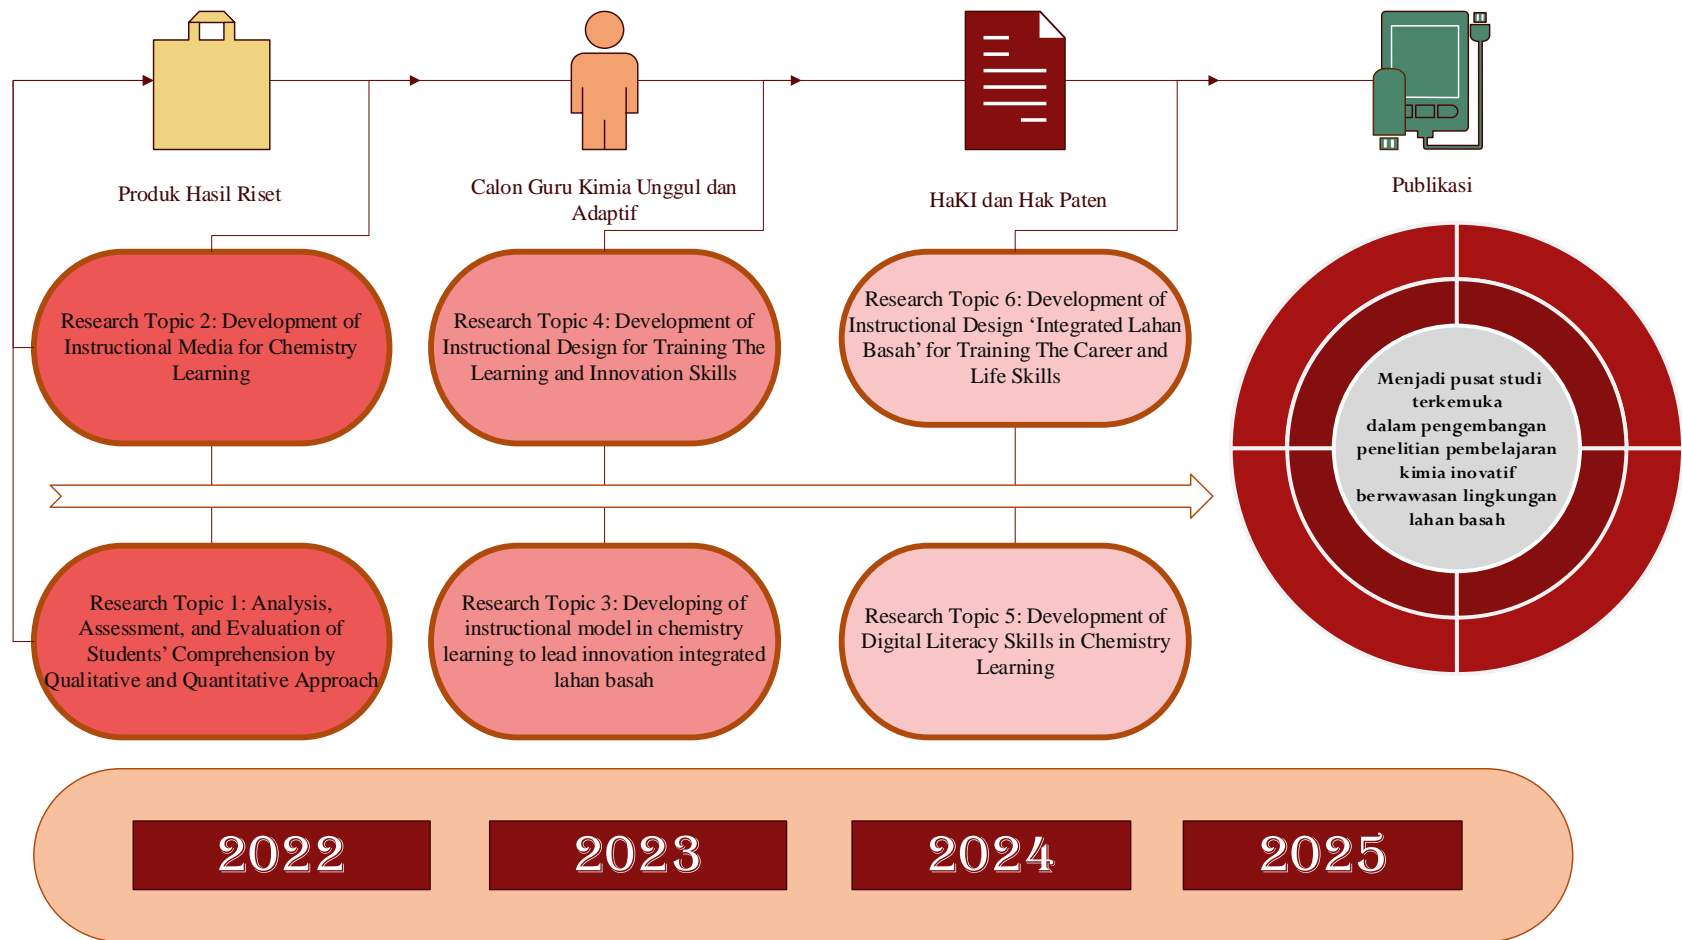 Produk Hasil Riset
Calon Guru Kimia Unggul dan
Adaptif
HaKI dan Hak Paten
Publikasi
Research Topic 2: Development of
Instructional Media for Chemistry
Learning
Research Topic 4: Development of
Instructional Design for Training The
Learning and Innovation Skills
Research Topic 6: Development of
Instructional Design ‘Integrated Lahan
Basah’ for Training The Career and
Life Skills
Menjadi pusat studi
terkemuka
dalam pengembangan
penelitian pembelajaran
kimia inovatif
berwawasan lingkungan
lahan basah
Research Topic 1: Analysis,
Assessment, and Evaluation of
Students’ Comprehension by
Qualitative and Quantitative Approach
Research Topic 3: Developing of
instructional model in chemistry
learning to lead innovation integrated
lahan basah
Research Topic 5: Development of
Digital Literacy Skills in Chemistry
Learning
2022
2023
2024
2025